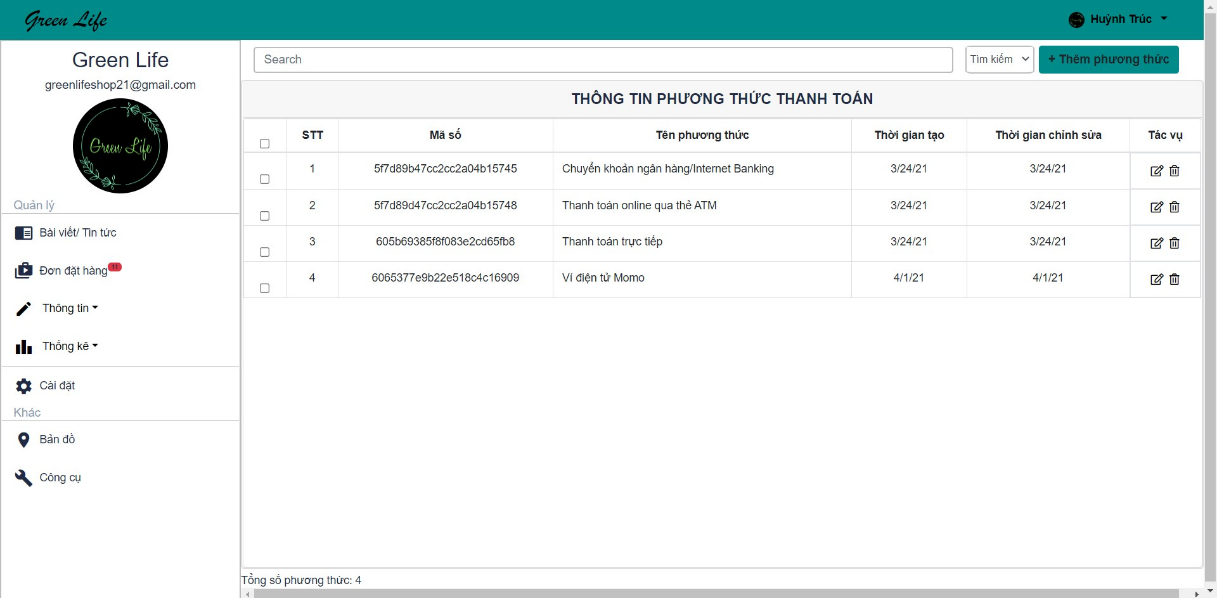 Green Life
Huỳnh Trúc
Green Life
greenlifeshop21@gmail.com
Green Life
Quản lý
Bài viết/ Tin tức
Đơn đặt hàng 11
Thông tin
Thống kê
Cài đặt
Khác
Bản đồ
Công cụ
Search
Tìm kiếm
+ Thêm phương thức
THÔNG TIN PHƯƠNG THỨC THANH TOÁN
STT Mã số Tên phương thức Thời gian tạo Thời gian chỉnh sửa Tác vụ
1 5f7d89b47cc2cc2a04b15745 Chuyển khoản ngân hàng/Internet Banking 3/24/21 3/24/21
2 5f7d89d47cc2cc2a04b15748 Thanh toán online qua thẻ ATM 3/24/21 3/24/21
3 605b69385f8f083e2cd65fb8 Thanh toán trực tiếp 3/24/21 3/24/21
4 6065377e9b22e518c4c16909 Ví điện tử Momo 4/1/21 4/1/21
Tổng số phương thức: 4